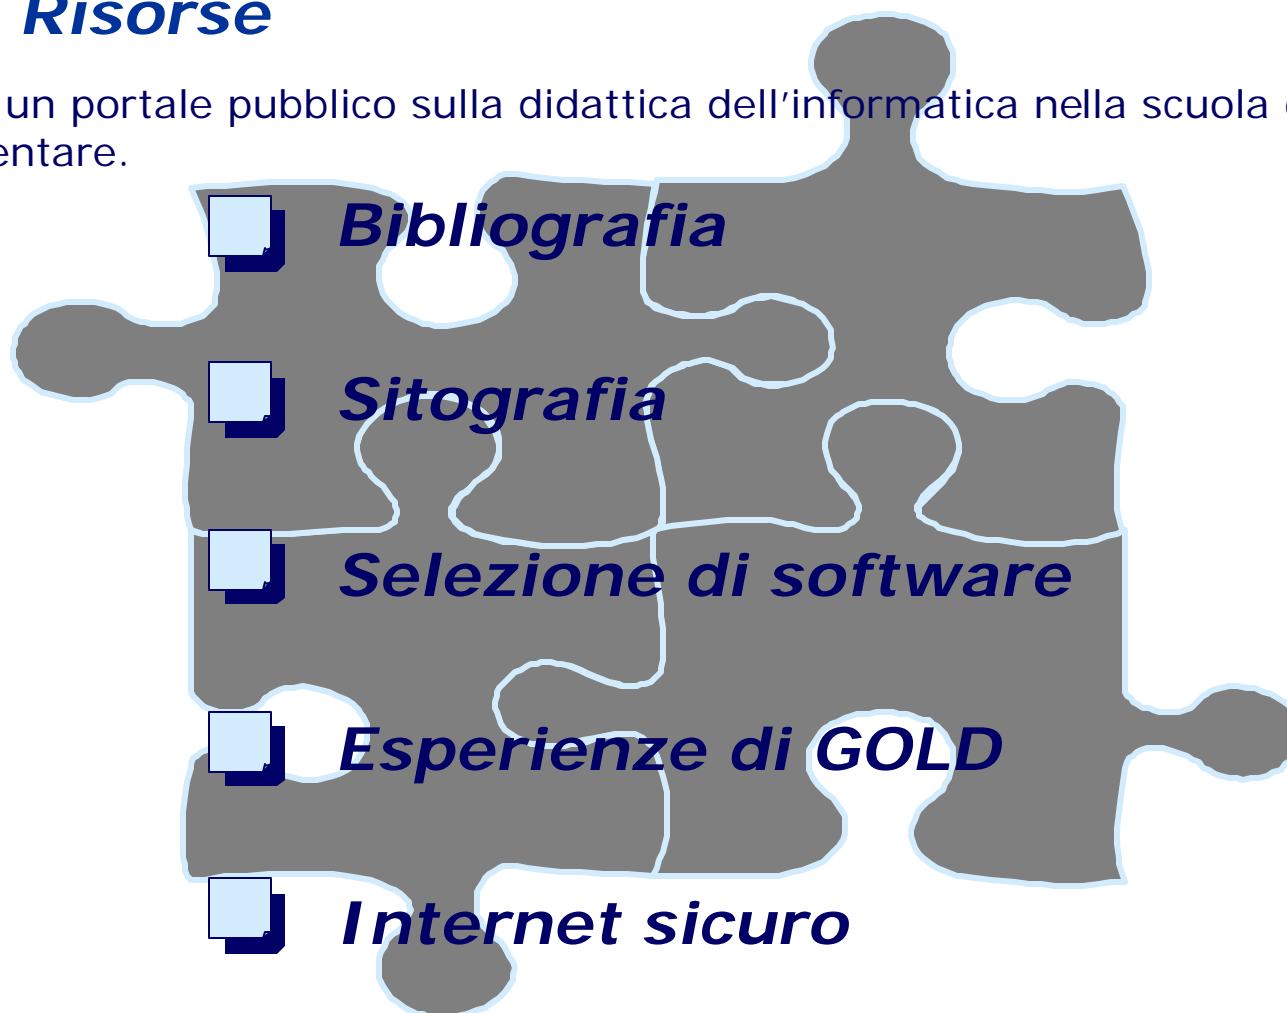 Risorse
un portale pubblico sulla didattica dell'informatica nella scuola
entare.
Bibliografia
Sitografia
Selezione di software
Esperienze di GOLD
Internet sicuro